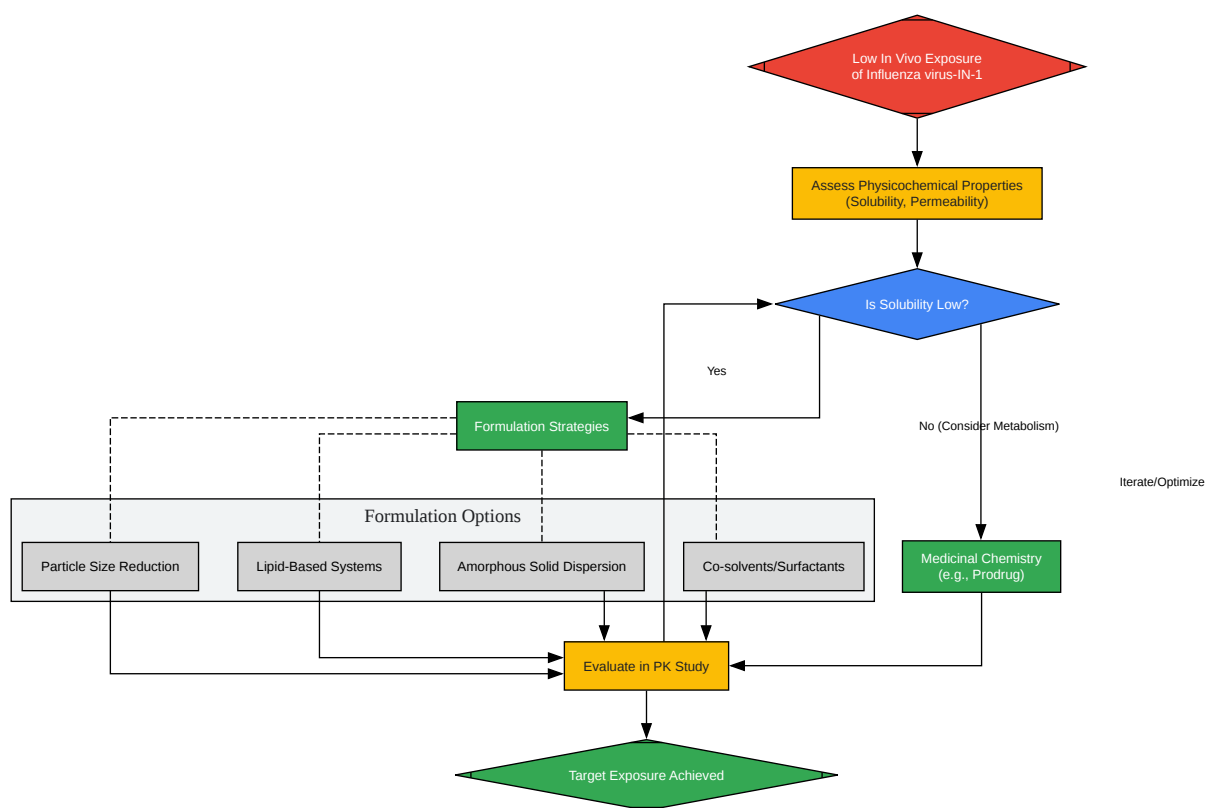 Low In Vivo Exposure
of Influenza virus-IN-1
Assess Physicochemical Properties
(Solubility, Permeability)
Is Solubility Low?
Yes
Formulation Strategies
No (Consider Metabolism)
Iterate/Optimize
Formulation Options
Particle Size Reduction
Lipid-Based Systems
Amorphous Solid Dispersion
Co-solvents/Surfactants
Medicinal Chemistry
(e.g., Prodrug)
Evaluate in PK Study
Target Exposure Achieved